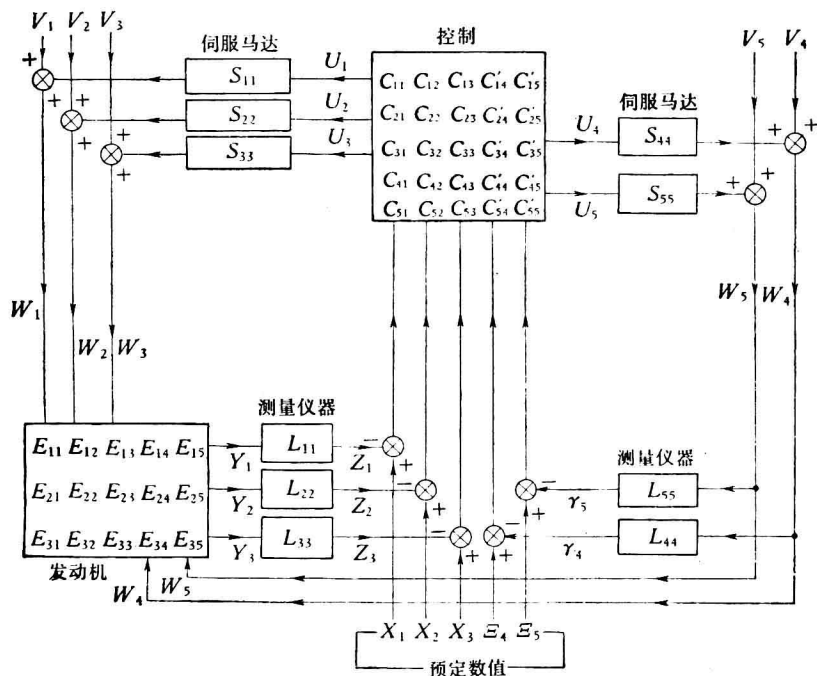 V₁ V₂ V₃
伺服马达
控制
V₅ V₄
+
S₁₁
U₁
+ +
S₂₂
U₂
+ +
S₃₃
U₃
+
C₁₁ C₁₂ C₁₃ C′₁₄ C′₁₅
C₂₁ C₂₂ C₂₃ C′₂₄ C′₂₅
C₃₁ C₃₂ C₃₃ C′₃₄ C′₃₅
C₄₁ C₄₂ C₄₃ C′₄₄ C′₄₅
C₅₁ C₅₂ C₅₃ C′₅₄ C′₅₅
伺服马达
U₄
S₄₄
+ +
U₅
S₅₅
+ +
W₁
W₂ W₃
W₅ W₄
E₁₁ E₁₂ E₁₃ E₁₄ E₁₅
E₂₁ E₂₂ E₂₃ E₂₄ E₂₅
E₃₁ E₃₂ E₃₃ E₃₄ E₃₅
发动机
W₄ W₅
测量仪器
Y₁
L₁₁
Z₁
− +
Y₂
L₂₂
Z₂
− +
Y₃
L₃₃
Z₃
− +
测量仪器
− +
γ₅
L₅₅
− +
γ₄
L₄₄
X₁ X₂ X₃ Ξ₄ Ξ₅
预定数值